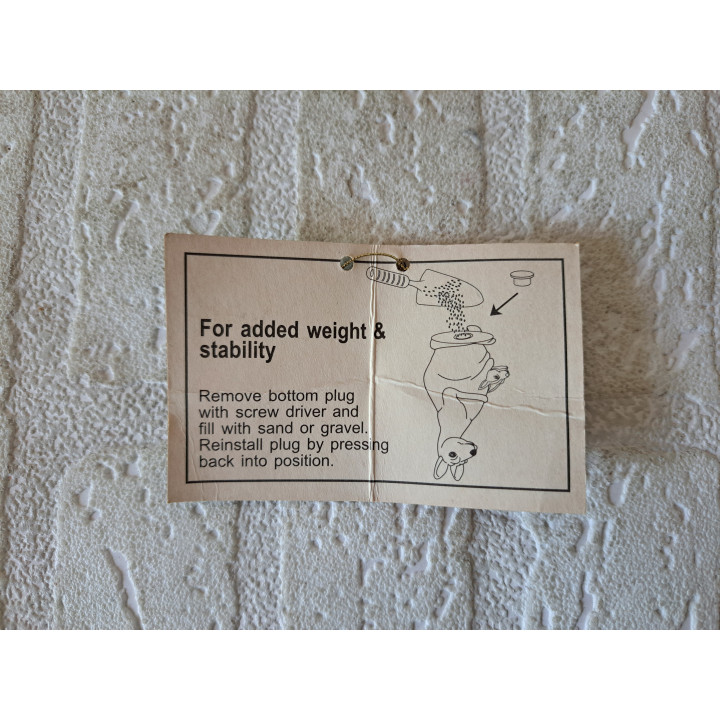 For added weight &
stability
Remove bottom plug
with screw driver and
fill with sand or gravel.
Reinstall plug by pressing
back into position.